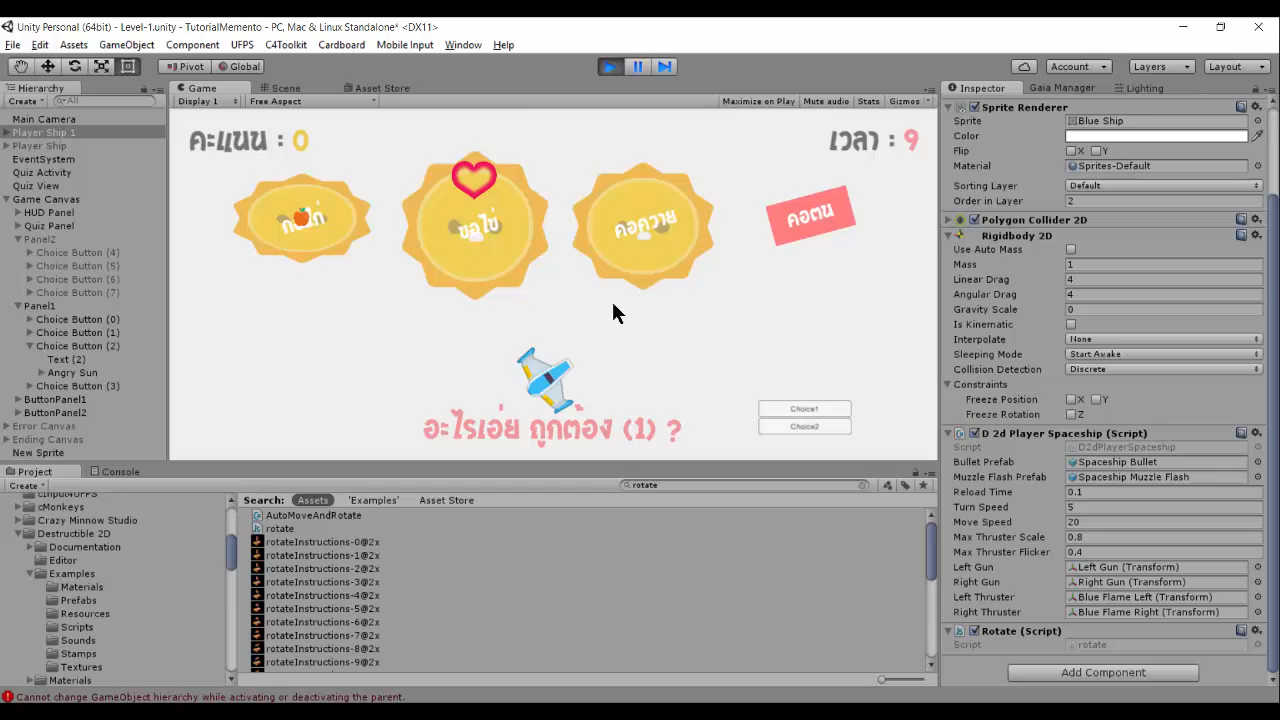 Unity Personal (64bit) - Level-1.unity - TutorialMemento - PC, Mac & Linux Standalone* <DX11>
File Edit Assets GameObject Component UFPS C4Toolkit Cardboard Mobile Input Window Help
Pivot Global Account Layers Layout
Hierarchy
Create All
Main Camera
Player Ship 1
Player Ship
EventSystem
Quiz Activity
Quiz View
Game Canvas
HUD Panel
Quiz Panel
Panel2
Choice Button (4)
Choice Button (5)
Choice Button (6)
Choice Button (7)
Panel1
Choice Button (0)
Choice Button (1)
Choice Button (2)
Text (2)
Angry Sun
Choice Button (3)
ButtonPanel1
ButtonPanel2
Error Canvas
Ending Canvas
New Sprite
Game Scene Asset Store
Display 1 Free Aspect Maximize on Play Mute audio Stats Gizmos
คะแนน : 0 เวลา : 9
ขอไข่ คอควาย คอตน
Choice1
Choice2
อะไรเอ่ย ถูกต้อง (1) ?
Inspector Gaia Manager Lighting
Sprite Renderer
Sprite Blue Ship
Color
Flip X Y
Material Sprites-Default
Sorting Layer Default
Order in Layer 2
Polygon Collider 2D
Rigidbody 2D
Use Auto Mass
Mass 1
Linear Drag 4
Angular Drag 4
Gravity Scale 0
Is Kinematic
Interpolate None
Sleeping Mode Start Awake
Collision Detection Discrete
Constraints
Freeze Position X Y
Freeze Rotation Z
D 2d Player Spaceship (Script)
Script D2dPlayerSpaceship
Bullet Prefab Spaceship Bullet
Muzzle Flash Prefab Spaceship Muzzle Flash
Reload Time 0.1
Turn Speed 5
Move Speed 20
Max Thruster Scale 0.8
Max Thruster Flicker 0.4
Left Gun Left Gun (Transform)
Right Gun Right Gun (Transform)
Left Thruster Blue Flame Left (Transform)
Right Thruster Blue Flame Right (Transform)
Rotate (Script)
Script rotate
Add Component
Project Console
Create rotate
cMonkeys
Crazy Minnow Studio
Destructible 2D
Documentation
Editor
Examples
Materials
Prefabs
Resources
Scripts
Sounds
Stamps
Textures
Materials
Search: Assets 'Examples' Asset Store
AutoMoveAndRotate
rotate
rotateInstructions-0@2x
rotateInstructions-1@2x
rotateInstructions-2@2x
rotateInstructions-3@2x
rotateInstructions-4@2x
rotateInstructions-5@2x
rotateInstructions-6@2x
rotateInstructions-7@2x
rotateInstructions-8@2x
rotateInstructions-9@2x
Cannot change GameObject hierarchy while activating or deactivating the parent.